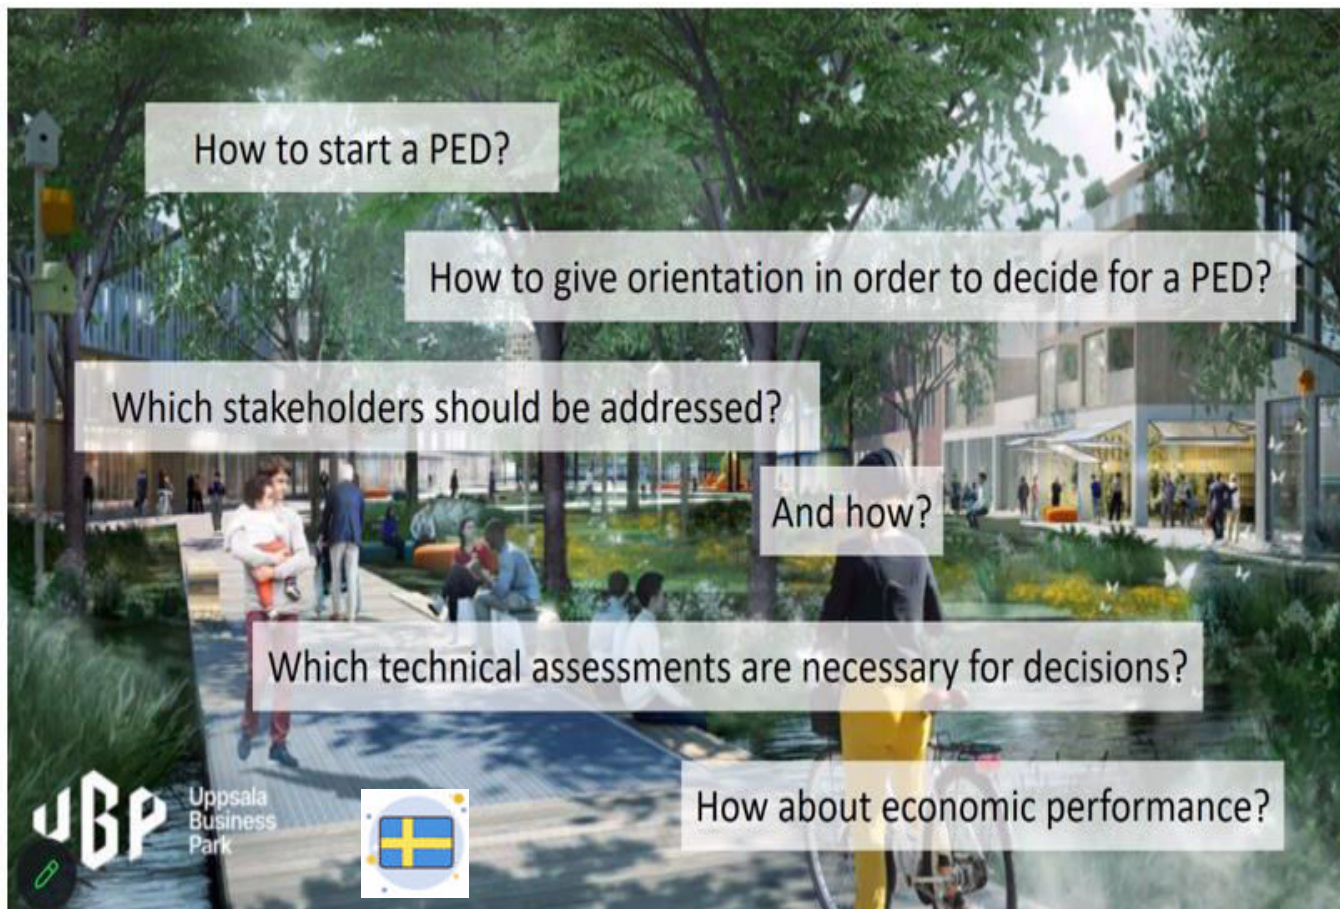 How to start a PED?
How to give orientation in order to decide for a PED?
Which stakeholders should be addressed?
And how?
Which technical assessments are necessary for decisions?
How about economic performance?
UBP
Uppsala
Business
Park